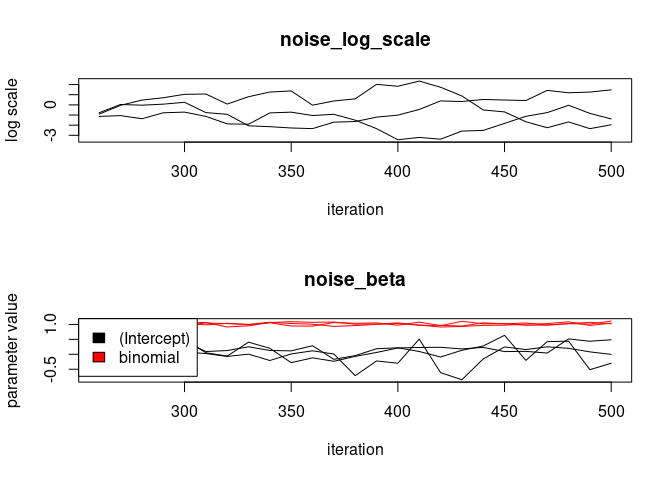 noise_log_scale
log scale
0
-3
300
350
400
450
500
iteration
noise_beta
parameter value
1.0
-0.5
(Intercept)
binomial
300
350
400
450
500
iteration